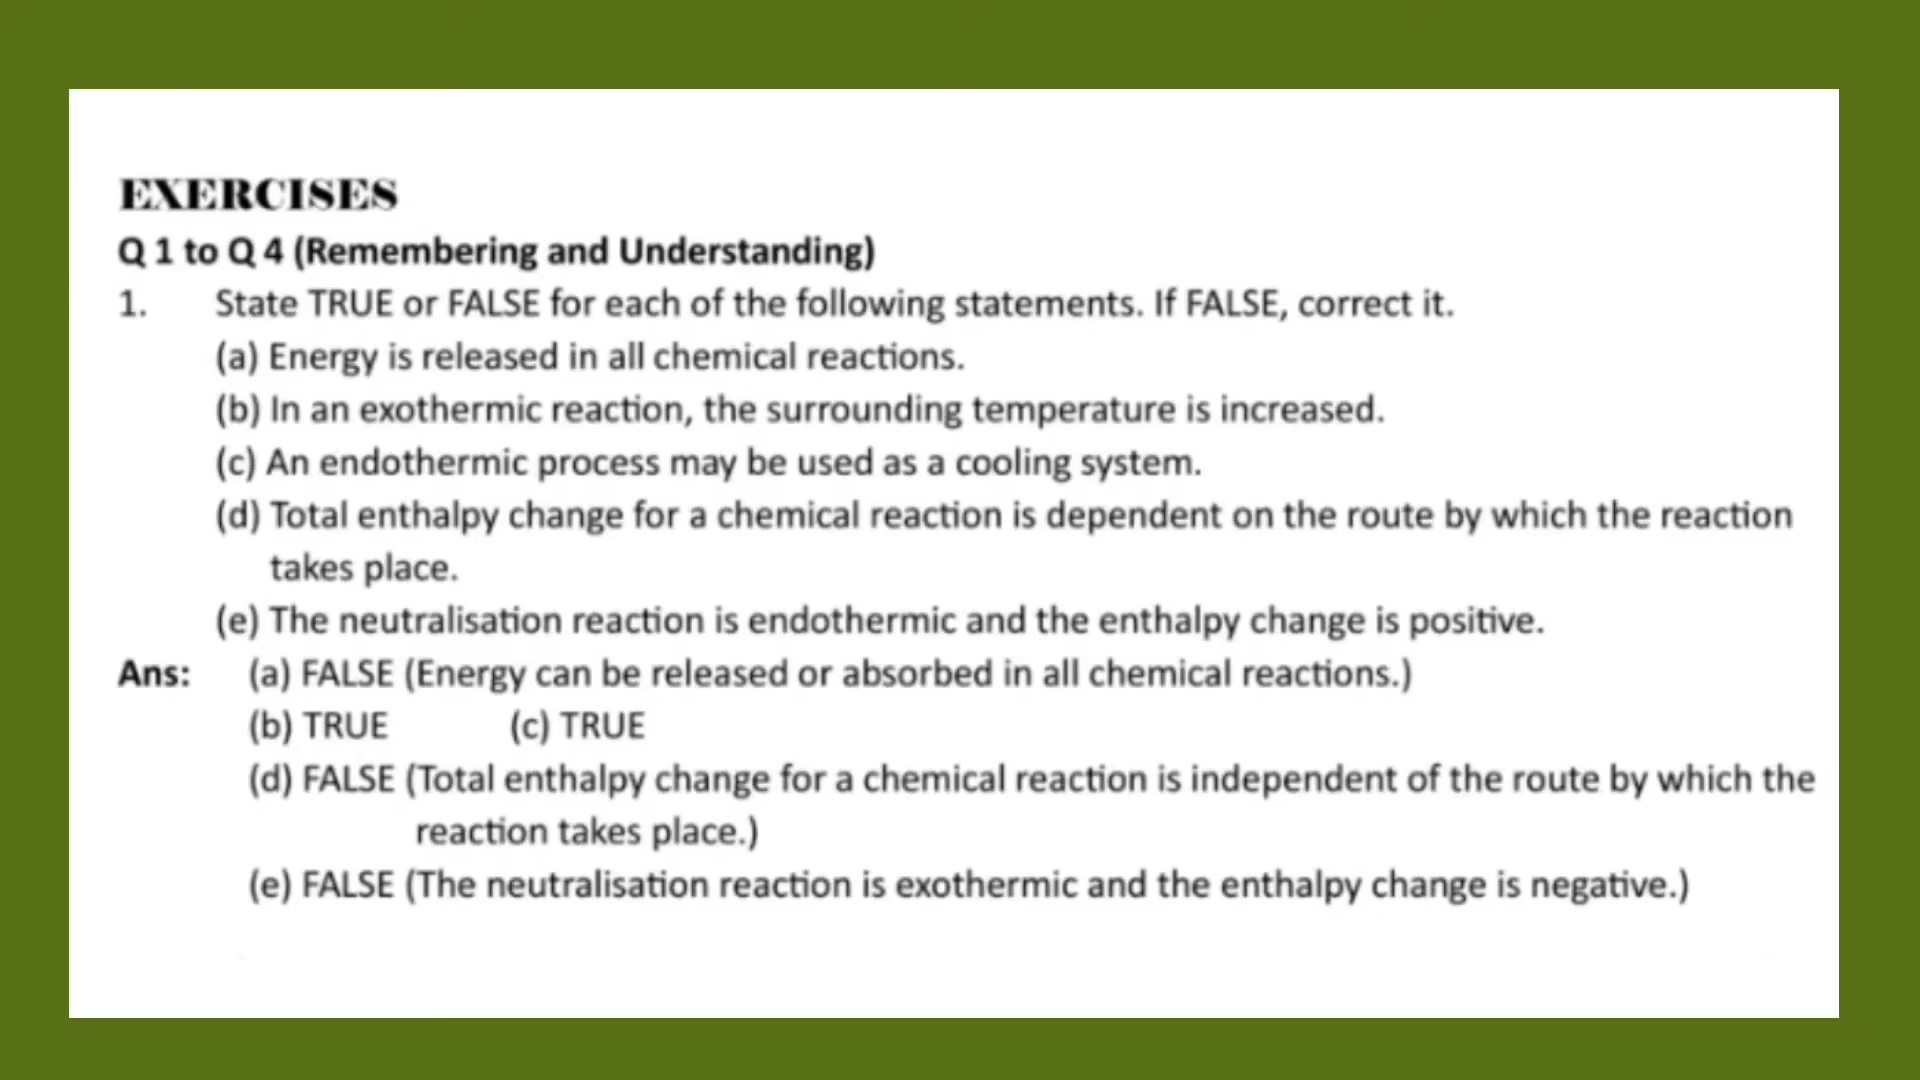 EXERCISES
Q 1 to Q 4 (Remembering and Understanding)
1. State TRUE or FALSE for each of the following statements. If FALSE, correct it.
(a) Energy is released in all chemical reactions.
(b) In an exothermic reaction, the surrounding temperature is increased.
(c) An endothermic process may be used as a cooling system.
(d) Total enthalpy change for a chemical reaction is dependent on the route by which the reaction
takes place.
(e) The neutralisation reaction is endothermic and the enthalpy change is positive.
Ans: (a) FALSE (Energy can be released or absorbed in all chemical reactions.)
(b) TRUE (c) TRUE
(d) FALSE (Total enthalpy change for a chemical reaction is independent of the route by which the
reaction takes place.)
(e) FALSE (The neutralisation reaction is exothermic and the enthalpy change is negative.)